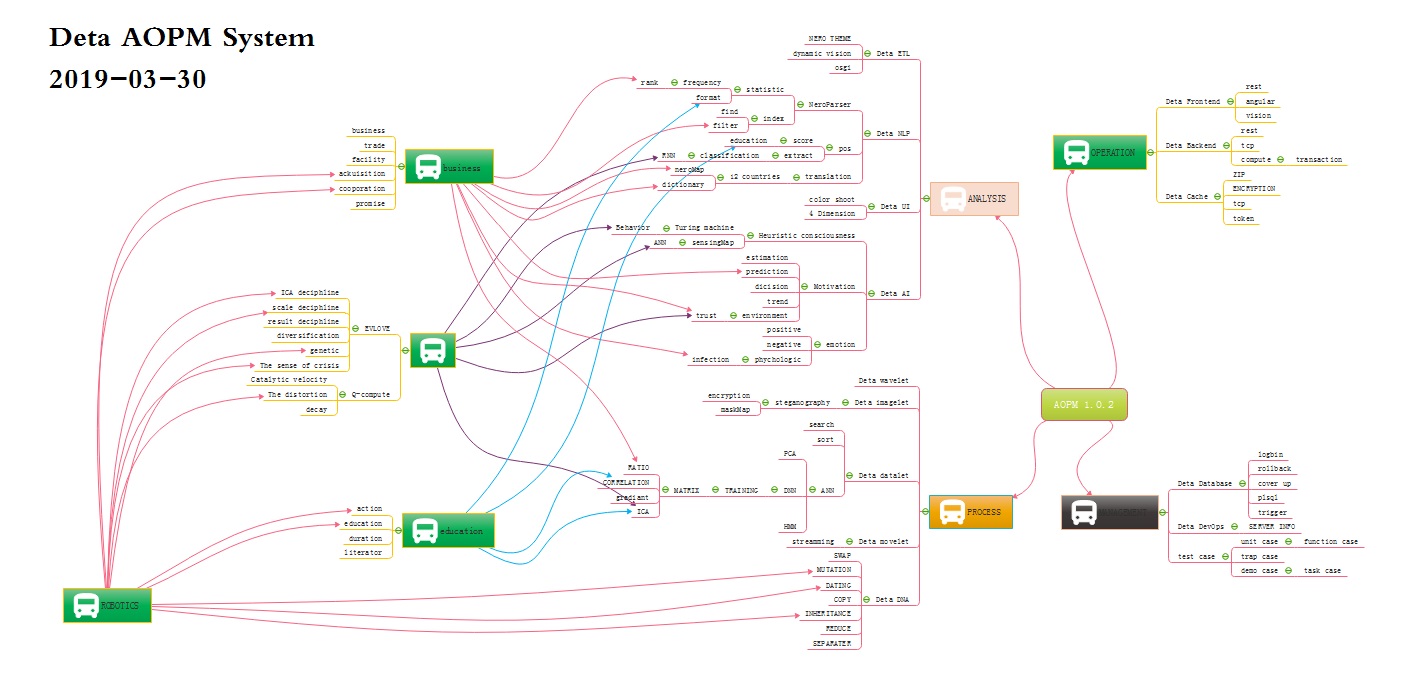 Deta AOPM System
2019-03-30
NERO THEME
dynamic vision
osgi
Deta ETL
rank
frequency
format
statistic
find
filter
index
NeroParser
education
score
RNN
classification
extract
pos
neroMap
dictionary
i2 countries
translation
Deta NLP
color shoot
4 Dimension
Deta UI
Behavior
Turing machine
ANN
sensingMap
Heuristic consciousness
estimation
prediction
dicision
trend
trust
environment
Motivation
positive
negative
infection
phychologic
emotion
Deta AI
ANALYSIS
rest
angular
vision
Deta Frontend
rest
tcp
compute
transaction
Deta Backend
ZIP
ENCRYPTION
tcp
token
Deta Cache
OPERATION
business
trade
facility
ackuisition
cooporation
promise
business
ICA deciphline
scale deciphline
result deciphline
diversification
genetic
The sense of crisis
EVLOVE
Catalytic velocity
The distortion
decay
Q-compute
AOPM 1.0.2
Deta wavelet
encryption
maskMap
steganography
Deta imagelet
search
sort
PCA
RATIO
CORRELATION
gradiant
ICA
MATRIX
TRAINING
DNN
ANN
HMM
Deta datalet
streamming
Deta movelet
SWAP
MUTATION
DATING
COPY
INHERITANCE
REDUCE
SEPARATER
Deta DNA
PROCESS
logbin
rollback
cover up
plsql
trigger
Deta Database
Deta DevOps
SERVER INFO
unit case
function case
trap case
demo case
task case
test case
MANAGEMENT
action
education
duration
literator
education
ROBOTICS